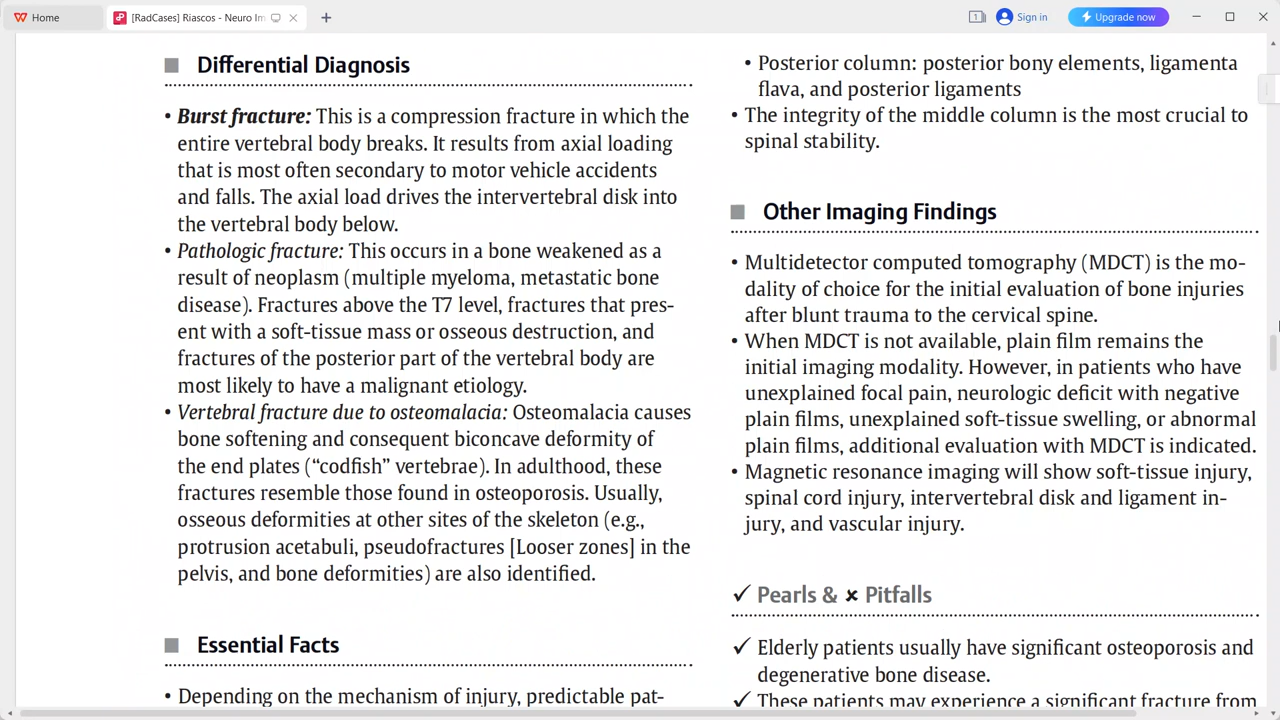 Home
[RadCases] Riascos - Neuro Im
1
Sign in
Upgrade now
Differential Diagnosis
• Burst fracture: This is a compression fracture in which the
entire vertebral body breaks. It results from axial loading
that is most often secondary to motor vehicle accidents
and falls. The axial load drives the intervertebral disk into
the vertebral body below.
• Pathologic fracture: This occurs in a bone weakened as a
result of neoplasm (multiple myeloma, metastatic bone
disease). Fractures above the T7 level, fractures that pres-
ent with a soft-tissue mass or osseous destruction, and
fractures of the posterior part of the vertebral body are
most likely to have a malignant etiology.
• Vertebral fracture due to osteomalacia: Osteomalacia causes
bone softening and consequent biconcave deformity of
the end plates (“codfish” vertebrae). In adulthood, these
fractures resemble those found in osteoporosis. Usually,
osseous deformities at other sites of the skeleton (e.g.,
protrusion acetabuli, pseudofractures [Looser zones] in the
pelvis, and bone deformities) are also identified.
Essential Facts
• Depending on the mechanism of injury, predictable pat-
• Posterior column: posterior bony elements, ligamenta
flava, and posterior ligaments
• The integrity of the middle column is the most crucial to
spinal stability.
Other Imaging Findings
• Multidetector computed tomography (MDCT) is the mo-
dality of choice for the initial evaluation of bone injuries
after blunt trauma to the cervical spine.
• When MDCT is not available, plain film remains the
initial imaging modality. However, in patients who have
unexplained focal pain, neurologic deficit with negative
plain films, unexplained soft-tissue swelling, or abnormal
plain films, additional evaluation with MDCT is indicated.
• Magnetic resonance imaging will show soft-tissue injury,
spinal cord injury, intervertebral disk and ligament in-
jury, and vascular injury.
✓ Pearls & ✘ Pitfalls
✓ Elderly patients usually have significant osteoporosis and
degenerative bone disease.
✓ These patients may experience a significant fracture from